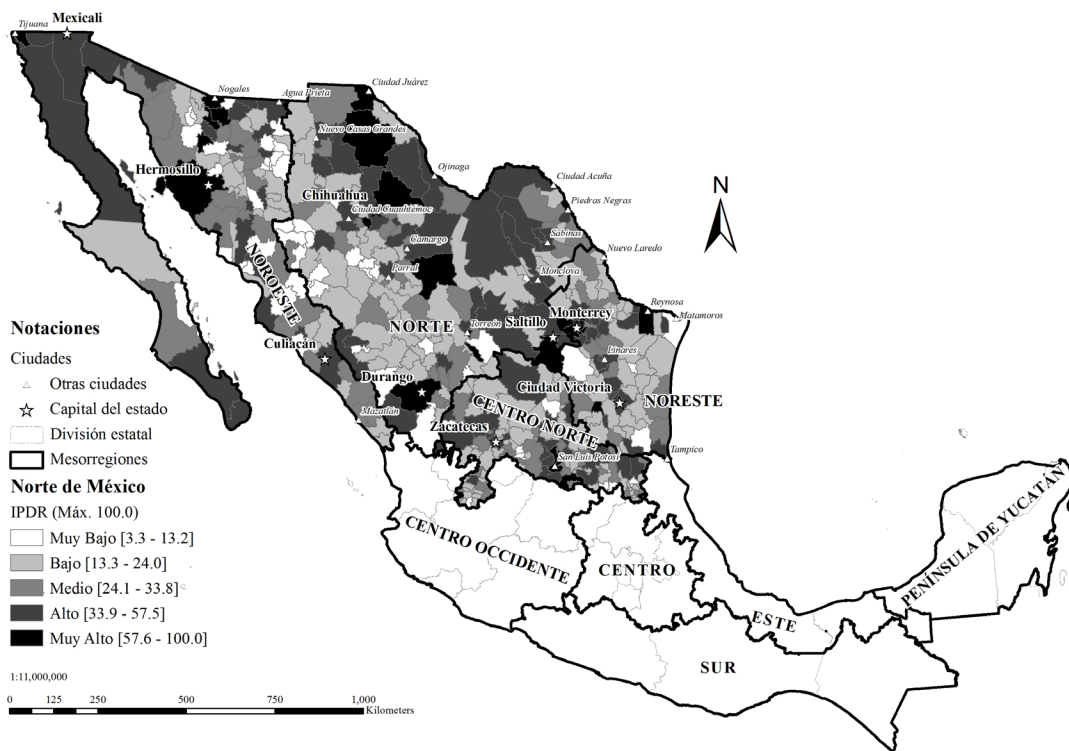 Mexicali
Tijuana
Nogales
Agua Prieta
Ciudad Juárez
Nuevo Casas Grandes
Hermosillo
Ojinaga
Ciudad Acuña
Chihuahua
Piedras Negras
Ciudad Cuauhtémoc
N
Camargo
Sabinas
Nuevo Laredo
NOROESTE
Parral
Monclova
Reynosa
Monterrey
Matamoros
NORTE
Torreón
Saltillo
Culiacán
Linares
Durango
Ciudad Victoria
NORESTE
Mazatlán
CENTRO NORTE
Zacatecas
San Luis Potosí
Tampico
Notaciones
Ciudades
Otras ciudades
Capital del estado
División estatal
Mesorregiones
Norte de México
IPDR (Máx. 100.0)
Muy Bajo [3.3 - 13.2]
Bajo [13.3 - 24.0]
Medio [24.1 - 33.8]
Alto [33.9 - 57.5]
Muy Alto [57.6 - 100.0]
CENTRO OCCIDENTE
CENTRO
PENÍNSULA DE YUCATÁN
ESTE
SUR
1:11,000,000
0 125 250 500 750 1,000
Kilometers